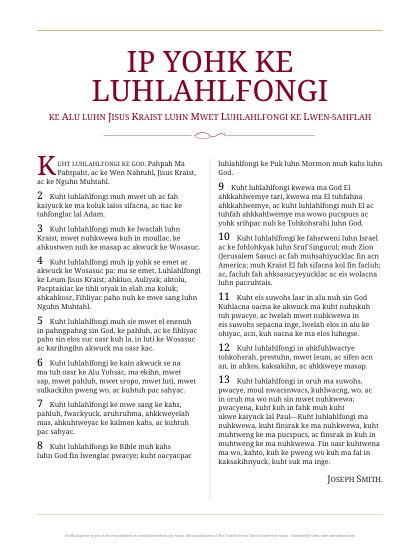 IP YOHK KE
LUHLAHLFONGI
KE ALU LUHN JISUS KRAIST LUHN MWET LUHLAHLFONGI KE LWEN-SAHFLAH
KUHT LUHLAHLFONGI KE GOD, Pahpah Ma
Pahtpaht, ac ke Wen Nahtuhl, Jisus Kraist,
ac ke Nguhn Muhtahl.
2 Kuht luhlahlfongi muh mwet uh ac fah
kaiyuck ke ma koluk lalos sifacna, ac tiac ke
tahfonglac lal Adam.
3 Kuht luhlahlfongi muh ke lwaclah luhn
Kraist, mwet nuhkwewa kuh in moullac, ke
ahkostwen nuh ke masap ac akwuck ke Wosasuc.
4 Kuht luhlahlfongi muh ip yohk se emet ac
akwuck ke Wosasuc pa: ma se emet, Luhlahlfongi
ke Leum Jisus Kraist; ahkluo, Auliyak; aktolu,
Pacptaislac ke tihli otyak in elah ma koluk;
ahkahkosr, Fihliyac paho nuh ke mwe sang luhn
Nguhn Muhtahl.
5 Kuht luhlahlfongi muh sie mwet el enenuh
in pahngpahng sin God, ke pahluh, ac ke fihliyac
paho sin elos suc oasr kuh la, in luti ke Wosasuc
ac karihngihn akwuck ma oasr can.
6 Kuht luhlahlfongi ke kain akwuck se na
ma tuh oasr ke Alu Yohsac, ma ekihn, mwet
sap, mwet pahluh, mwet sropo, mwet luti, mwet
sulkackihn pweng wo, ac kuhtuh pac sahyac.
7 Kuht luhlahlfongi ke mwe sang ke kahs,
pahluh, fwackyuck, aruhruhma, ahkkweyelah
mas, ahkuhtweyac ke kalmen kahs, ac kuhtuh
pac sahyac.
8 Kuht luhlahlfongi ke Bible muh kahs
luhn God fin lwenglac pwacye; kuht oacyacpac
luhlahlfongi ke Puk luhn Mormon muh kahs luhn
God.
9 Kuht luhlahlfongi kwewa ma God El
ahkkahlwemye tari, kwewa ma El tuhfahna
ahkkahlweyac, ac kuht luhlahlfongi muh El ac
tuhfah ahkkahlwemye ma wowo pucspucs ac
yohk srihpac nuh ke Tohkohsrahi luhn God.
10 Kuht luhlahlfongi ke fahsrweni luhn Israel
ac ke folohkyak luhn Sruf Singucul; muh Zion
(Jerusalem Sasuc) ac fah muhsahiyucklac fin acn
America; muh Kraist El fah sifacna kol fin facluh;
ac, facluh fah ahksasucyeyucklac ac eis wolacna
luhn pacruhtais.
11 Kuht eis suwohs lasr in alu nuh sin God
Kuhlacna oacna ke akwuck ma kuht nuhnkuh
tuh pwacye, ac lwelah mwet nuhkwewa in
eis suwohs sepacna inge, lwelah elos in alu ke
ohiyac, acn, kuh oacna ke ma elos luhngse.
12 Kuht luhlahlfongi in ahkfuhlwactye
tohkohsrah, prestuhn, mwet leum, ac sifen acn
an, in ahkos, kaksakihn, ac ahkkweye masap.
13 Kuht luhlahlfongi in oruh ma suwohs,
pwacye, moul nwacsnwacs, kuhlwacng, wo, ac
in oruh ma wo nuh sin mwet nuhkwewa;
pwacyena, kuht kuh in fahk muh kuht
ukwe kaiyuck lal Paul—Kuht luhlahlfongi ma
nuhkwewa, kuht finsrak ke ma nuhkwewa, kuht
muhtweng ke ma pucspucs, ac finsrak in kuh in
muhtweng ke ma nuhkwewa. Fin oasr kuhtwena
ma wo, kahto, kuh ke pweng wo kuh ma fal in
kaksakihnyuck, kuht suk ma inge.
JOSEPH SMITH.